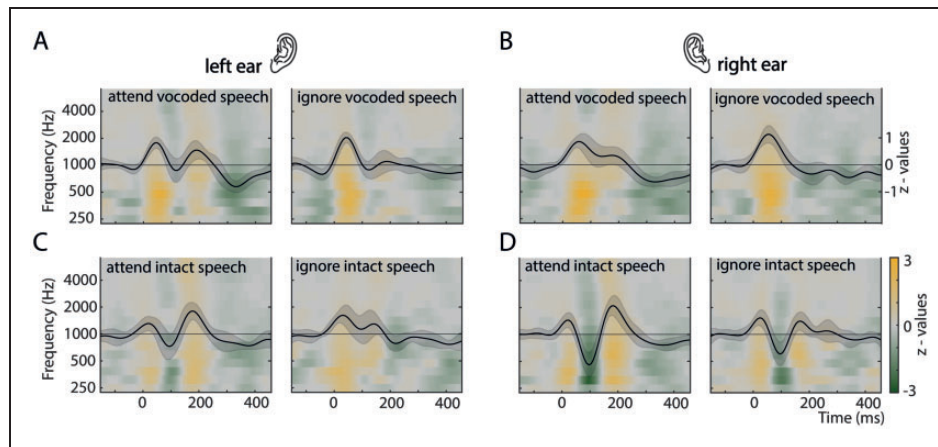 A
B
left ear
right ear
attend vocoded speech
ignore vocoded speech
attend vocoded speech
ignore vocoded speech
Frequency (Hz)
4000
2000
1000
500
250
1
0
-1
z - values
C
D
attend intact speech
ignore intact speech
attend intact speech
ignore intact speech
Frequency (Hz)
4000
2000
1000
500
250
3
0
-3
z - values
0 200 400
0 200 400
0 200 400
0 200 400
Time (ms)